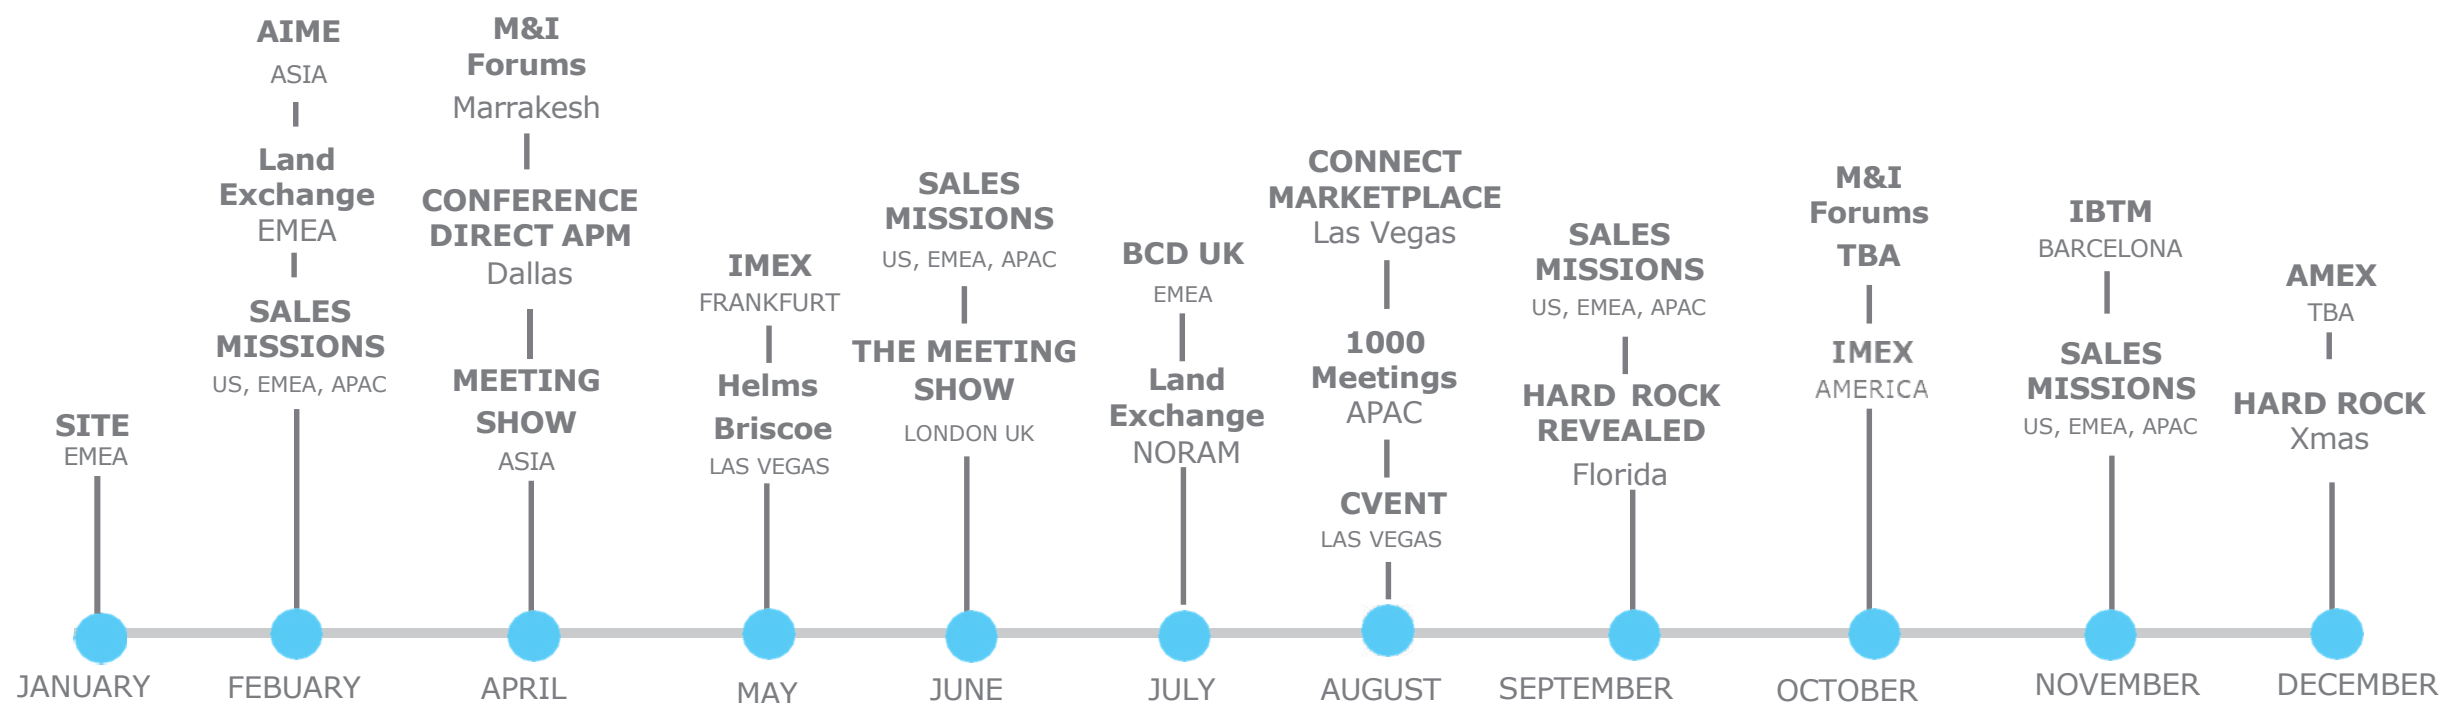 SITE
EMEA
JANUARY
AIME
ASIA
Land
Exchange
EMEA
SALES
MISSIONS
US, EMEA, APAC
FEBUARY
M&I
Forums
Marrakesh
CONFERENCE
DIRECT APM
Dallas
MEETING
SHOW
ASIA
APRIL
IMEX
FRANKFURT
Helms
Briscoe
LAS VEGAS
MAY
SALES
MISSIONS
US, EMEA, APAC
THE MEETING
SHOW
LONDON UK
JUNE
BCD UK
EMEA
Land
Exchange
NORAM
JULY
CONNECT
MARKETPLACE
Las Vegas
1000
Meetings
APAC
CVENT
LAS VEGAS
AUGUST
SALES
MISSIONS
US, EMEA, APAC
HARD ROCK
REVEALED
Florida
SEPTEMBER
M&I
Forums
TBA
IMEX
AMERICA
OCTOBER
IBTM
BARCELONA
SALES
MISSIONS
US, EMEA, APAC
NOVEMBER
AMEX
TBA
HARD ROCK
Xmas
DECEMBER